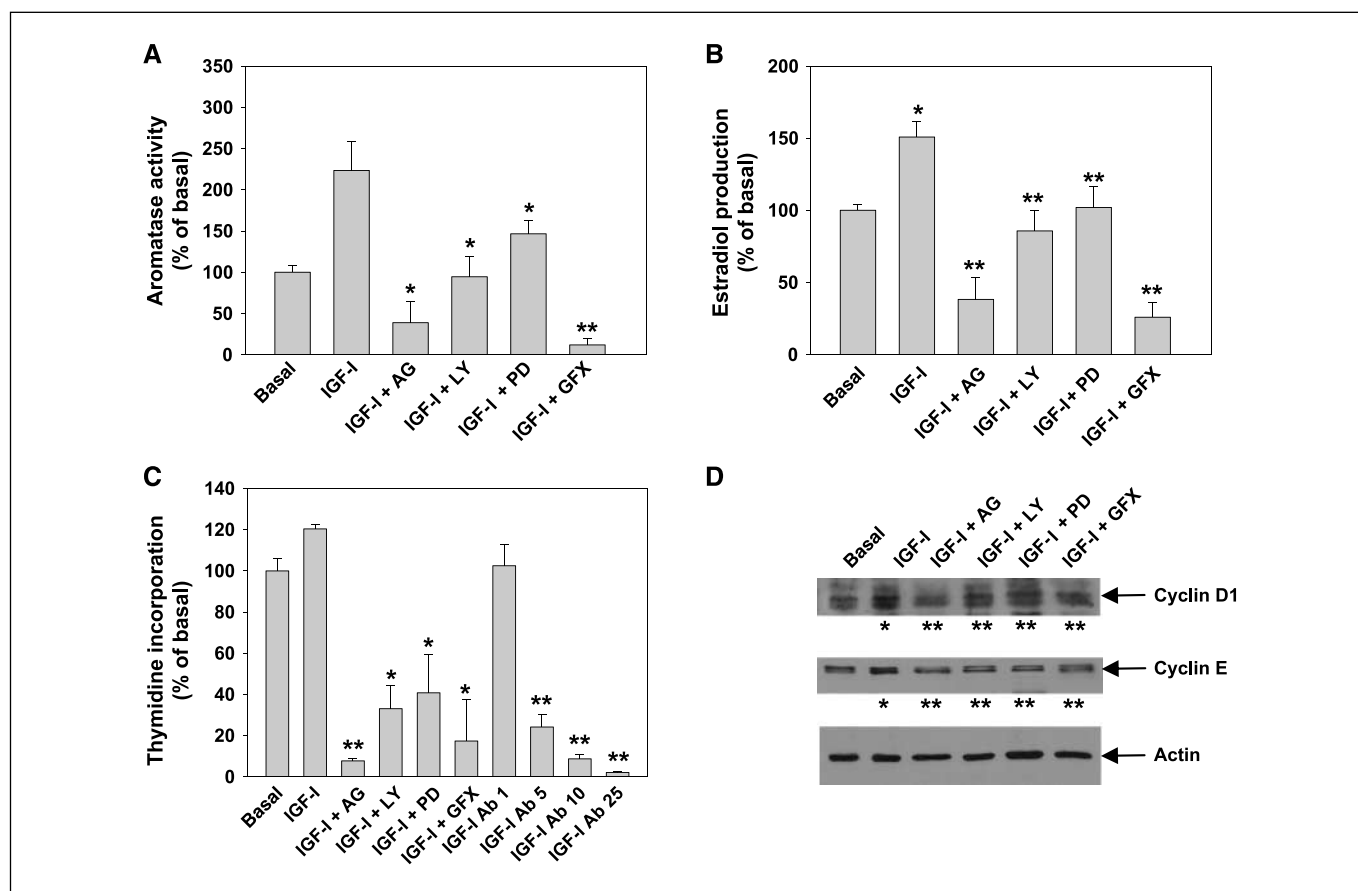 A
Aromatase activity
(% of basal)
350
300
250
200
150
100
50
0
*
*
*
**
Basal
IGF-I
IGF-I + AG
IGF-I + LY
IGF-I + PD
IGF-I + GFX
B
Estradiol production
(% of basal)
200
150
100
50
0
*
**
**
**
**
Basal
IGF-I
IGF-I + AG
IGF-I + LY
IGF-I + PD
IGF-I + GFX
C
Thymidine incorporation
(% of basal)
140
120
100
80
60
40
20
0
**
*
*
*
**
**
**
Basal
IGF-I
IGF-I + AG
IGF-I + LY
IGF-I + PD
IGF-I + GFX
IGF-I Ab 1
IGF-I Ab 5
IGF-I Ab 10
IGF-I Ab 25
D
Basal
IGF-I
IGF-I + AG
IGF-I + LY
IGF-I + PD
IGF-I + GFX
Cyclin D1
* ** ** ** **
Cyclin E
* ** ** ** **
Actin